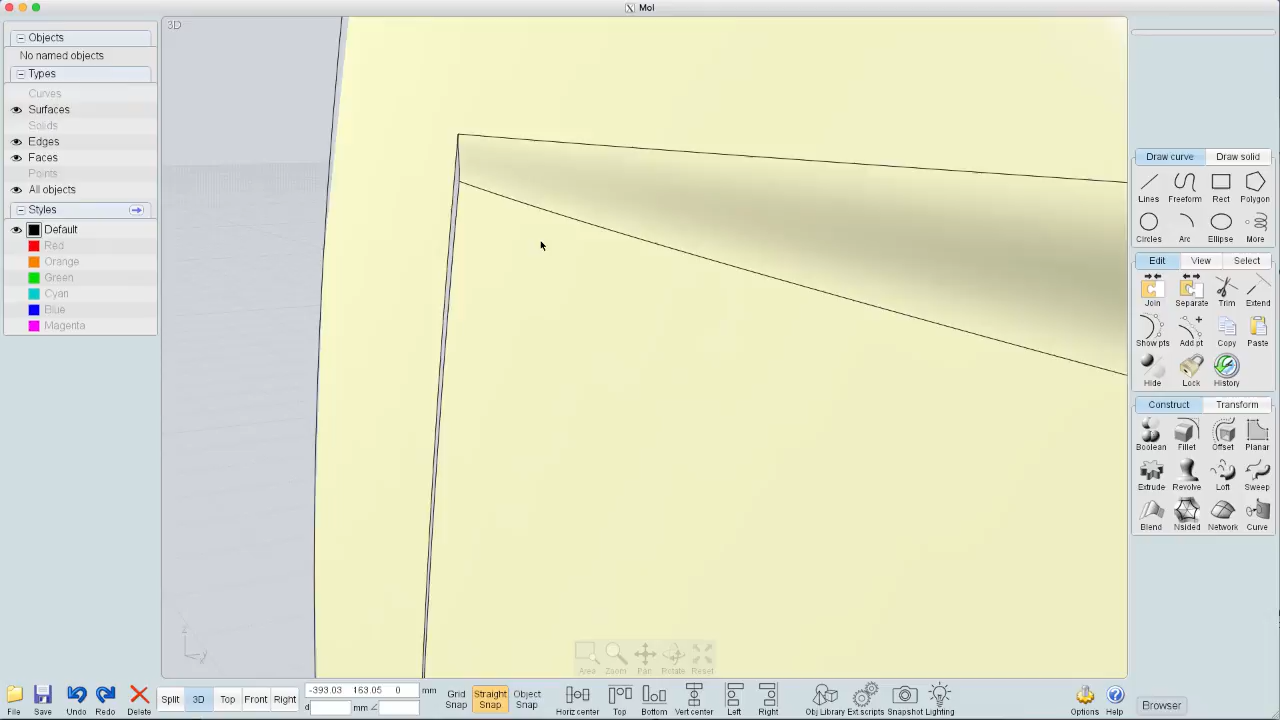 MoI
3D
Objects
No named objects
Types
Curves
Surfaces
Solids
Edges
Faces
Points
All objects
Styles
Default
Red
Orange
Green
Cyan
Blue
Magenta
Draw curve Draw solid
Lines Freeform Rect Polygon
Circles Arc Ellipse More
Edit View Select
Join Separate Trim Extend
Show pts Add pt Copy Paste
Hide Lock History
Construct Transform
Boolean Fillet Offset Planar
Extrude Revolve Loft Sweep
Blend Nsided Network Curve
z
Area Zoom Pan Rotate Reset
File Save Undo Redo Delete Split 3D Top Front Right
-393.03 163.05 0 mm
d mm
Grid Snap
Straight Snap
Object Snap
Horiz center Top Bottom Vert center Left Right
Obj Library Ext scripts Snapshot Lighting
Options Help Browser